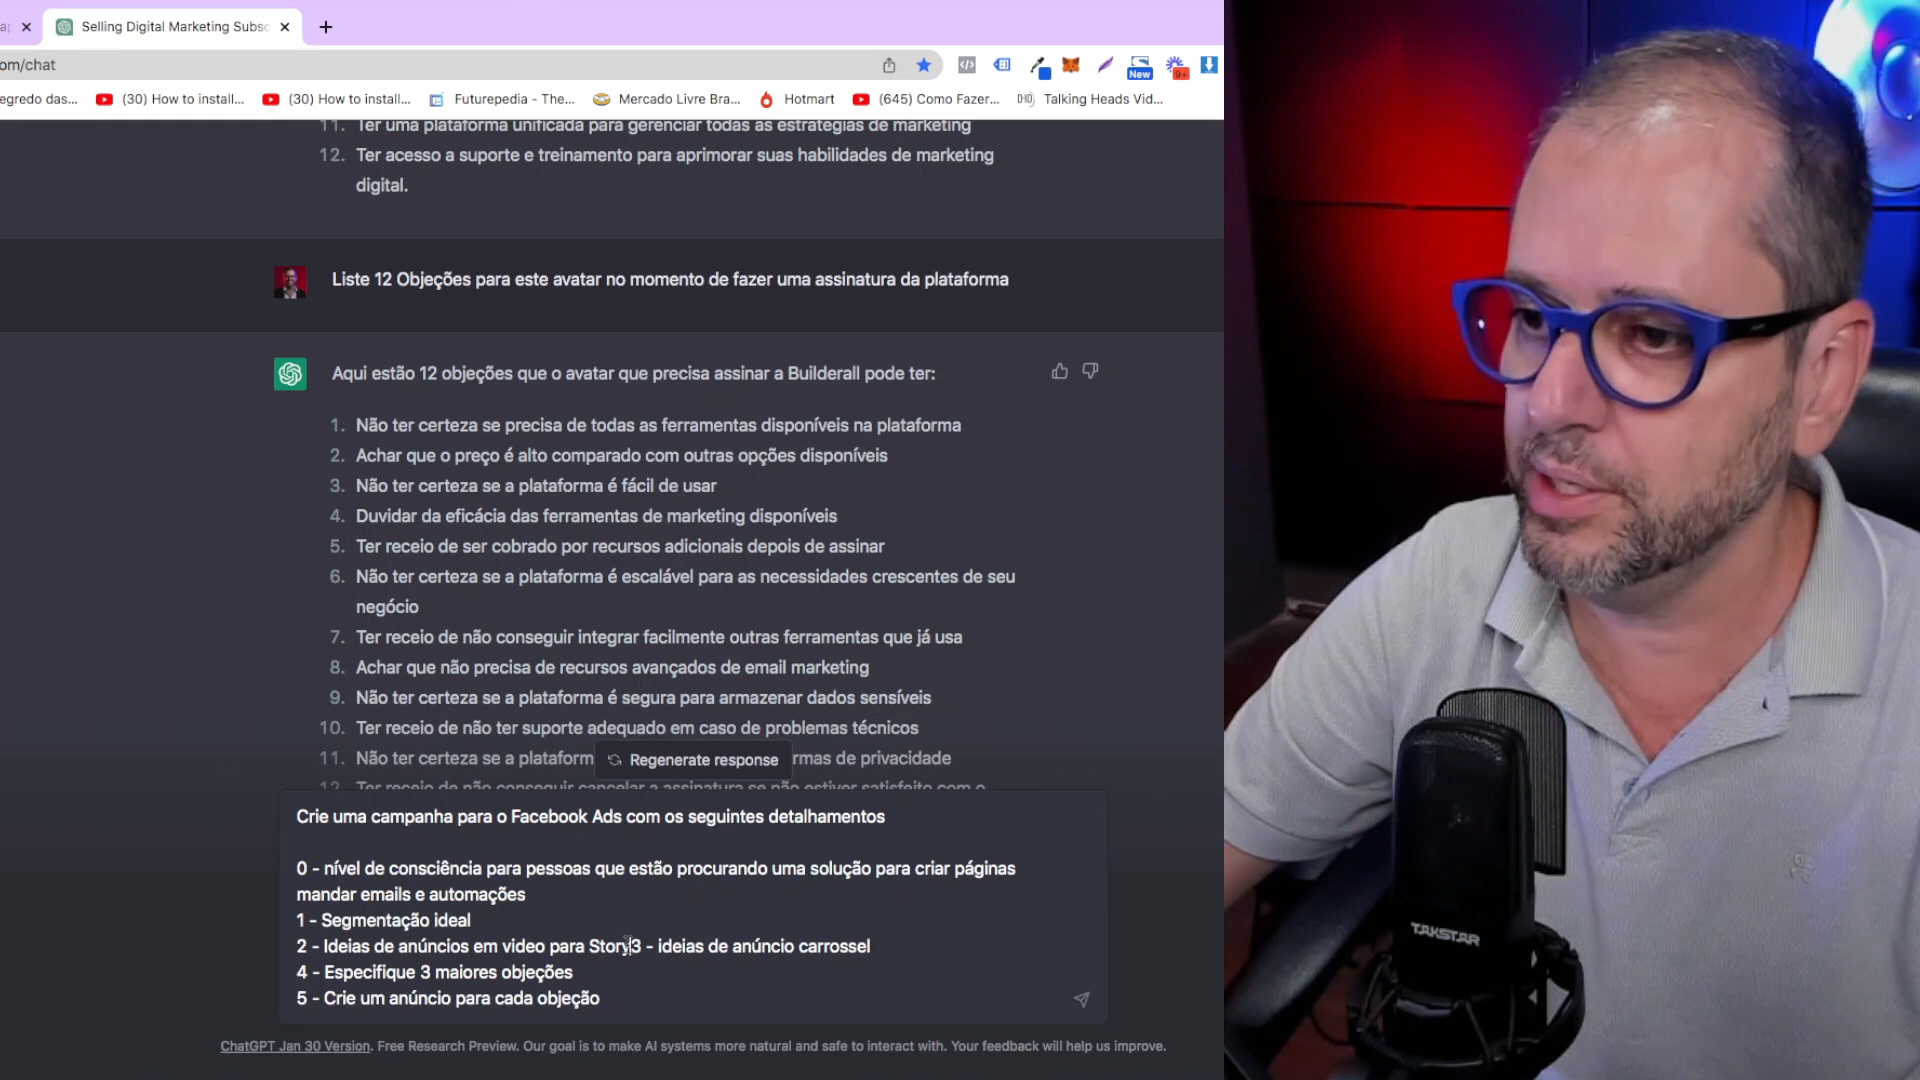 Selling Digital Marketing Subsc
om/chat
New
9+
egredo das...
(30) How to install...
(30) How to install...
Futurepedia - The...
Mercado Livre Bra...
Hotmart
(645) Como Fazer...
Talking Heads Vid...
11. Ter uma plataforma unificada para gerenciar todas as estratégias de marketing
12. Ter acesso a suporte e treinamento para aprimorar suas habilidades de marketing
digital.
Liste 12 Objeções para este avatar no momento de fazer uma assinatura da plataforma
Aqui estão 12 objeções que o avatar que precisa assinar a Builderall pode ter:
1. Não ter certeza se precisa de todas as ferramentas disponíveis na plataforma
2. Achar que o preço é alto comparado com outras opções disponíveis
3. Não ter certeza se a plataforma é fácil de usar
4. Duvidar da eficácia das ferramentas de marketing disponíveis
5. Ter receio de ser cobrado por recursos adicionais depois de assinar
6. Não ter certeza se a plataforma é escalável para as necessidades crescentes de seu
negócio
7. Ter receio de não conseguir integrar facilmente outras ferramentas que já usa
8. Achar que não precisa de recursos avançados de email marketing
9. Não ter certeza se a plataforma é segura para armazenar dados sensíveis
10. Ter receio de não ter suporte adequado em caso de problemas técnicos
11. Não ter certeza se a plataform rmas de privacidade
Regenerate response
12. Ter receio de não conseguir cancelar a assinatura se não estiver satisfeito com o
Crie uma campanha para o Facebook Ads com os seguintes detalhamentos
0 - nível de consciência para pessoas que estão procurando uma solução para criar páginas
mandar emails e automações
1 - Segmentação ideal
2 - Ideias de anúncios em video para Story3 - ideias de anúncio carrossel
4 - Especifique 3 maiores objeções
5 - Crie um anúncio para cada objeção
ChatGPT Jan 30 Version. Free Research Preview. Our goal is to make AI systems more natural and safe to interact with. Your feedback will help us improve.
TAKSTAR